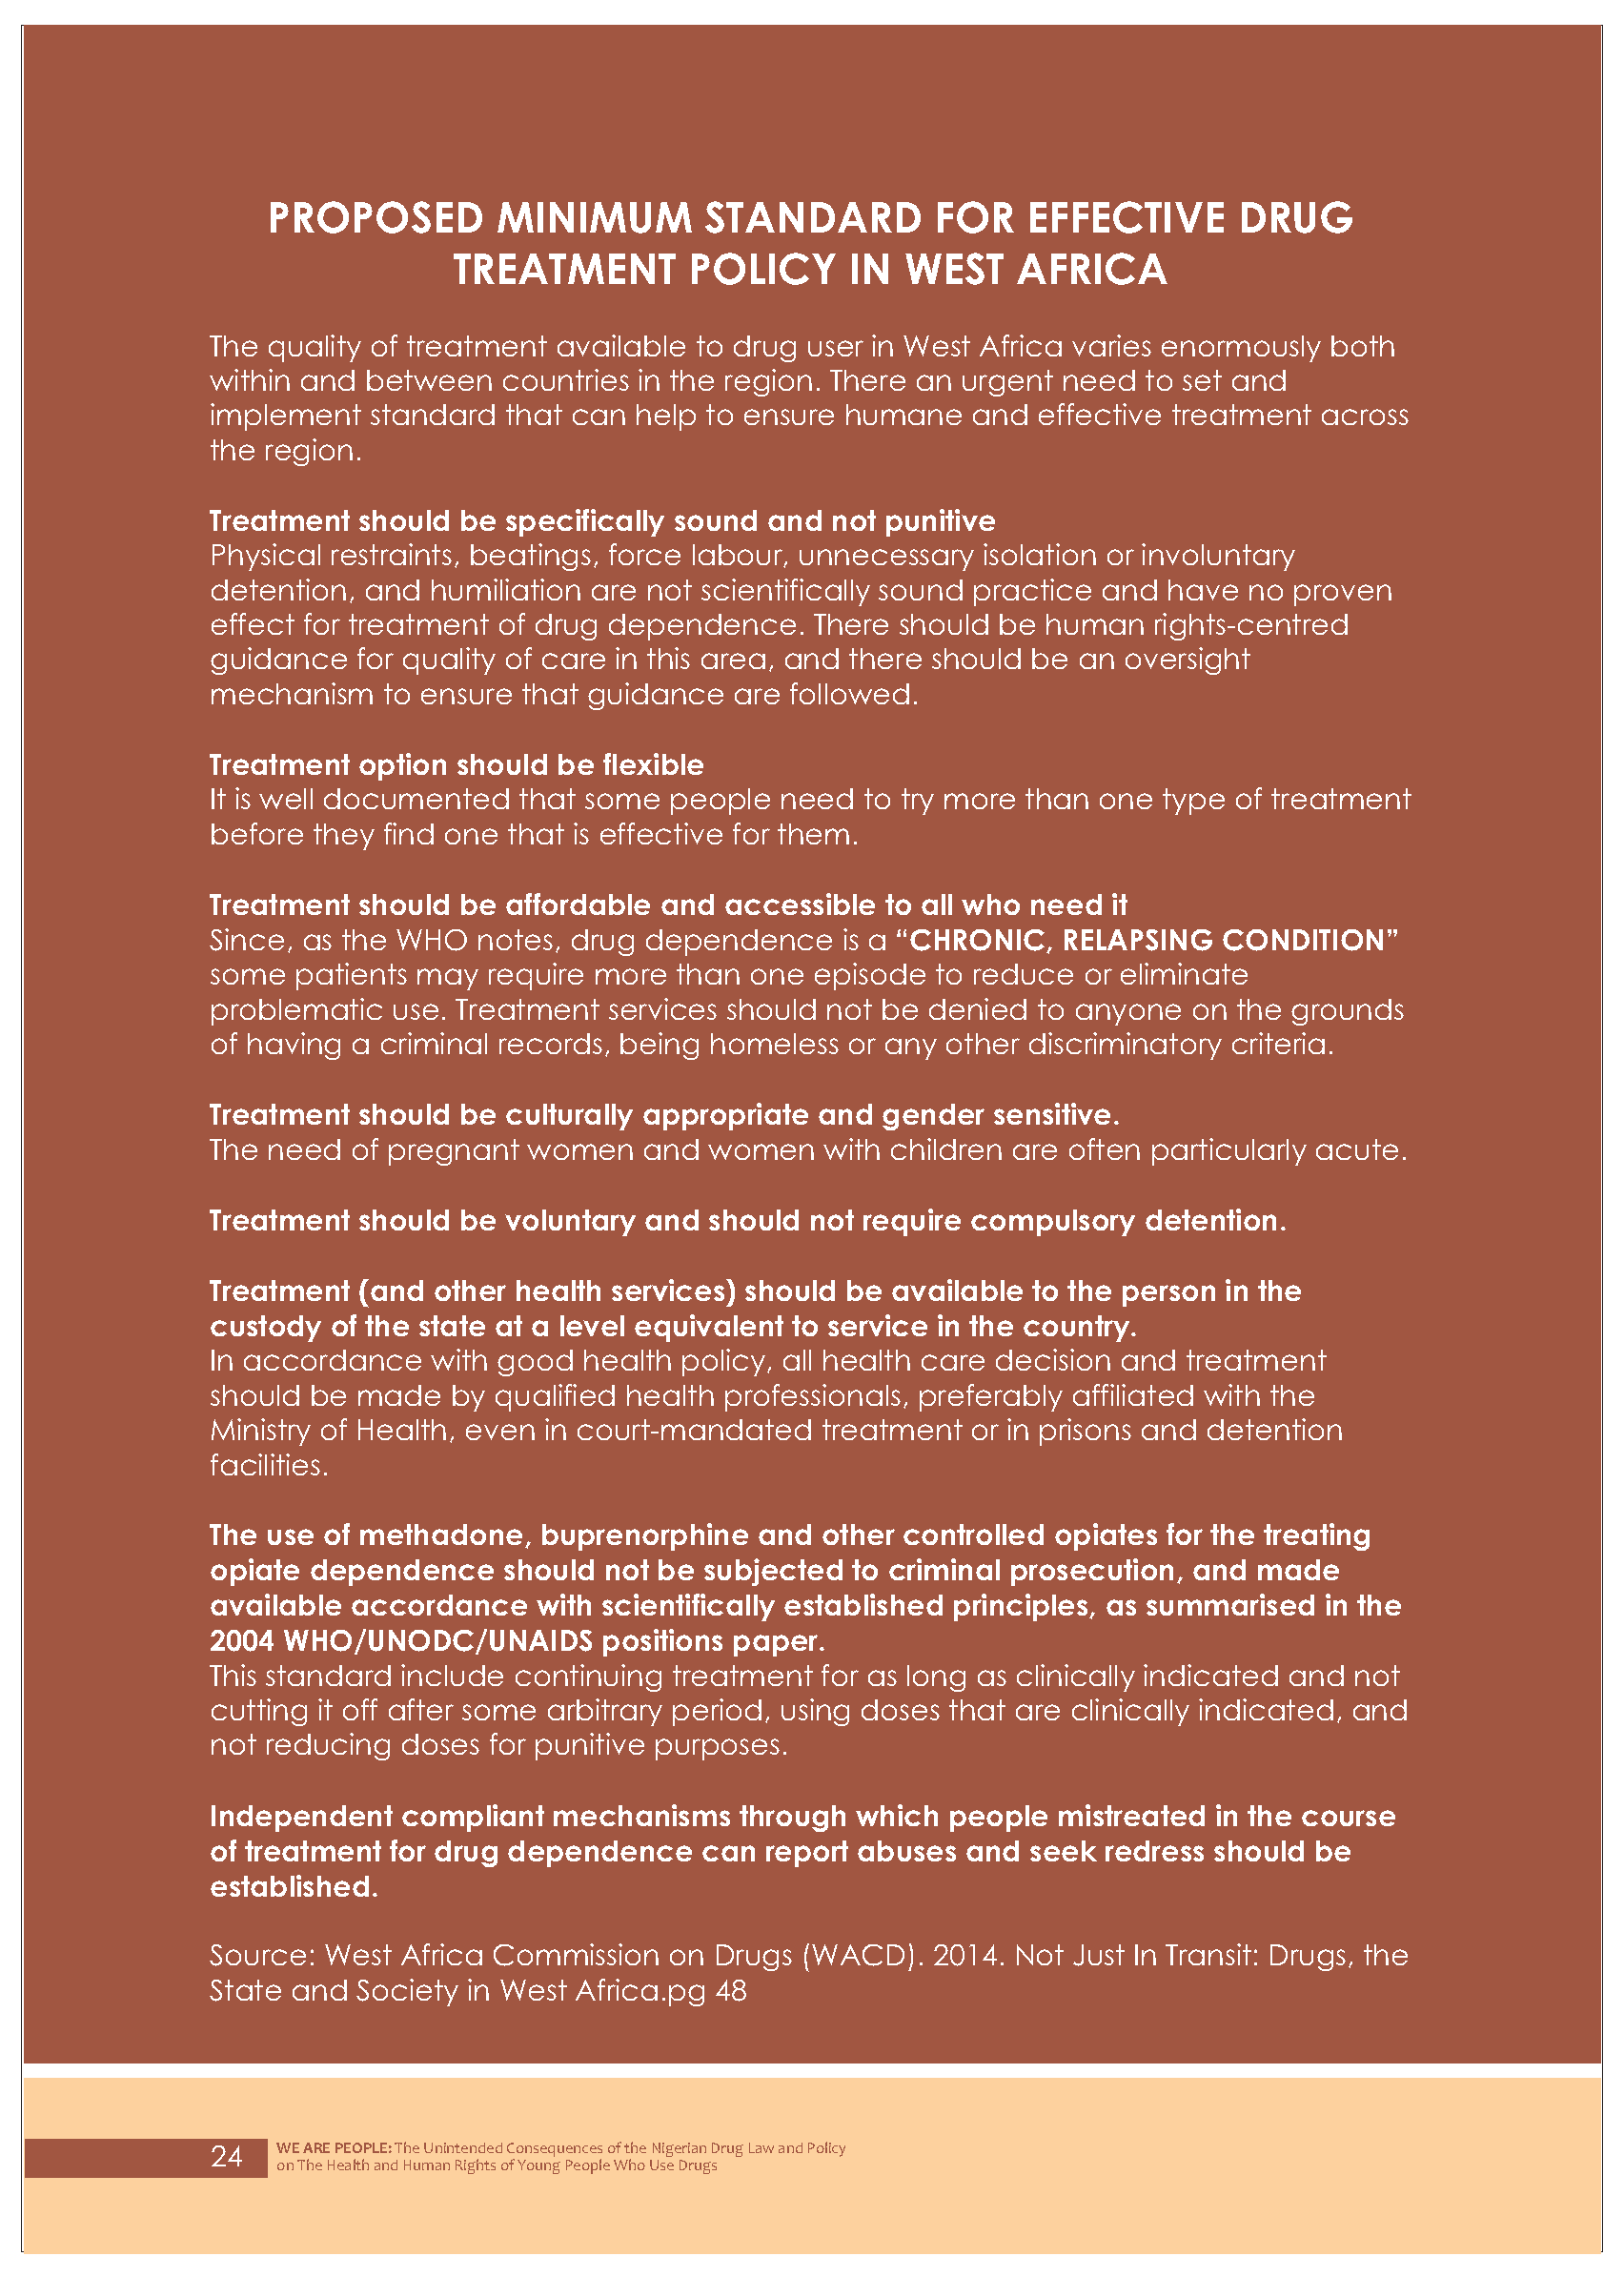 PROPOSED MINIMUM STANDARD FOR EFFECTIVE DRUG
TREATMENT POLICY IN WEST AFRICA
The quality of treatment available to drug user in West Africa varies enormously both
within and between countries in the region. There an urgent need to set and
implement standard that can help to ensure humane and effective treatment across
the region.
Treatment should be specifically sound and not punitive
Physical restraints, beatings, force labour, unnecessary isolation or involuntary
detention, and humiliation are not scientifically sound practice and have no proven
effect for treatment of drug dependence. There should be human rights-centred
guidance for quality of care in this area, and there should be an oversight
mechanism to ensure that guidance are followed.
Treatment option should be flexible
It is well documented that some people need to try more than one type of treatment
before they find one that is effective for them.
Treatment should be affordable and accessible to all who need it
Since, as the WHO notes, drug dependence is a “CHRONIC, RELAPSING CONDITION”
some patients may require more than one episode to reduce or eliminate
problematic use. Treatment services should not be denied to anyone on the grounds
of having a criminal records, being homeless or any other discriminatory criteria.
Treatment should be culturally appropriate and gender sensitive.
The need of pregnant women and women with children are often particularly acute.
Treatment should be voluntary and should not require compulsory detention.
Treatment (and other health services) should be available to the person in the
custody of the state at a level equivalent to service in the country.
In accordance with good health policy, all health care decision and treatment
should be made by qualified health professionals, preferably affiliated with the
Ministry of Health, even in court-mandated treatment or in prisons and detention
facilities.
The use of methadone, buprenorphine and other controlled opiates for the treating
opiate dependence should not be subjected to criminal prosecution, and made
available accordance with scientifically established principles, as summarised in the
2004 WHO/UNODC/UNAIDS positions paper.
This standard include continuing treatment for as long as clinically indicated and not
cutting it off after some arbitrary period, using doses that are clinically indicated, and
not reducing doses for punitive purposes.
Independent compliant mechanisms through which people mistreated in the course
of treatment for drug dependence can report abuses and seek redress should be
established.
Source: West Africa Commission on Drugs (WACD). 2014. Not Just In Transit: Drugs, the
State and Society in West Africa.pg 48
24
WE ARE PEOPLE: The Unintended Consequences of the Nigerian Drug Law and Policy
on The Health and Human Rights of Young People Who Use Drugs